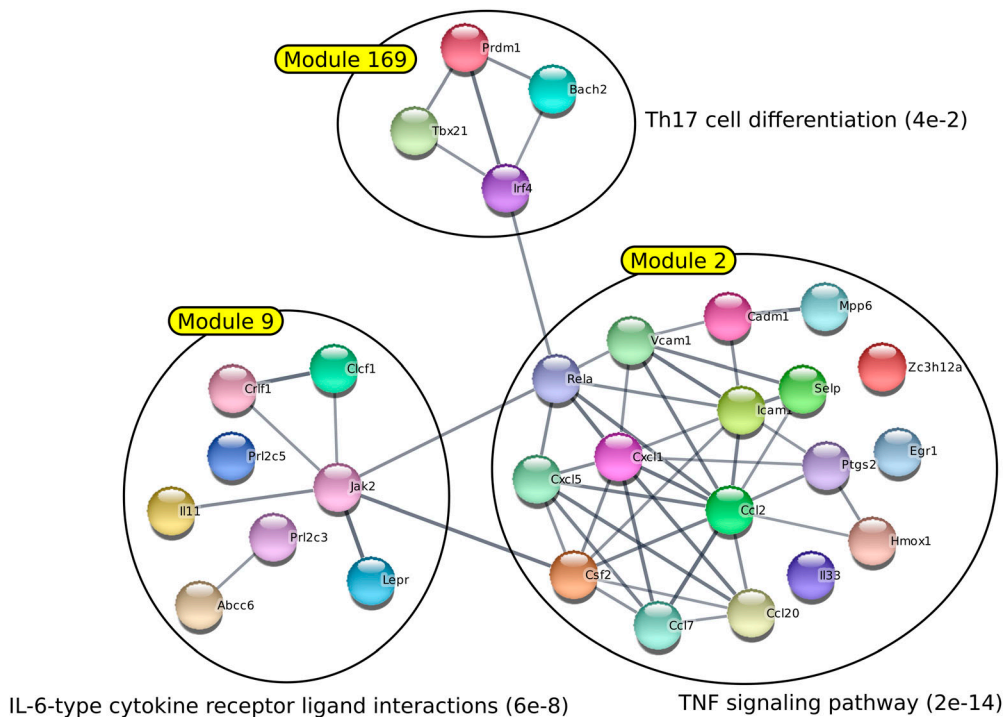 Module 169
Prdm1
Bach2
Tbx21
Irf4
Th17 cell differentiation (4e-2)
Module 2
Mpp6
Cadm1
Vcam1
Zc3h12a
Rela
Selp
Icam1
Cxcl1
Egr1
Ptgs2
Cxcl5
Ccl2
Hmox1
Csf2
Il33
Ccl20
Ccl7
TNF signaling pathway (2e-14)
Module 9
Clcf1
Crlf1
Prl2c5
Jak2
Il11
Prl2c3
Lepr
Abcc6
IL-6-type cytokine receptor ligand interactions (6e-8)